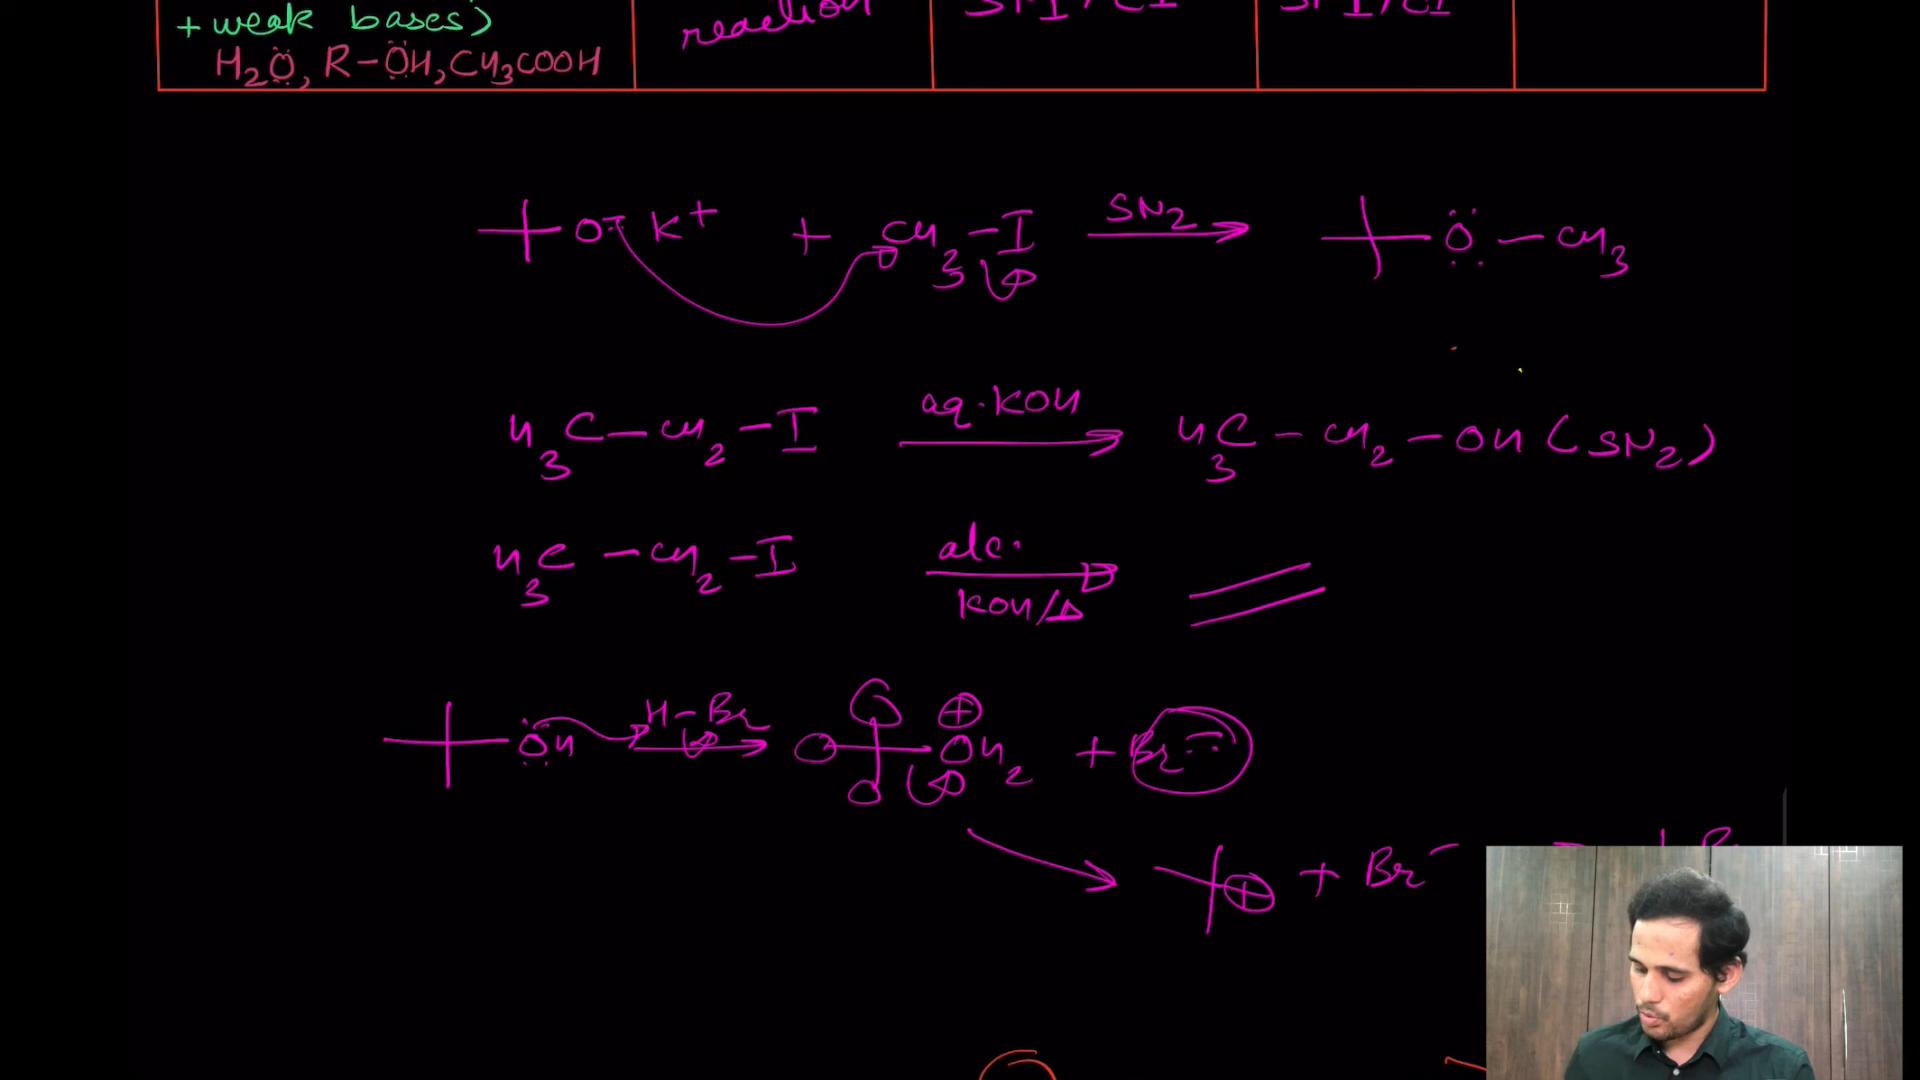 + weak bases)
reaction
H₂Ö, R-ÖH, CH₃COOH
O⁻ K⁺ + CH₃-I SN2 Ö-CH₃
H₃C-CH₂-I aq. KOH H₃C-CH₂-OH (SN2)
H₃C-CH₂-I alc. KOH/Δ
ÖH H-Br ⊕ OH₂ + Br⁻
⊕ + Br⁻